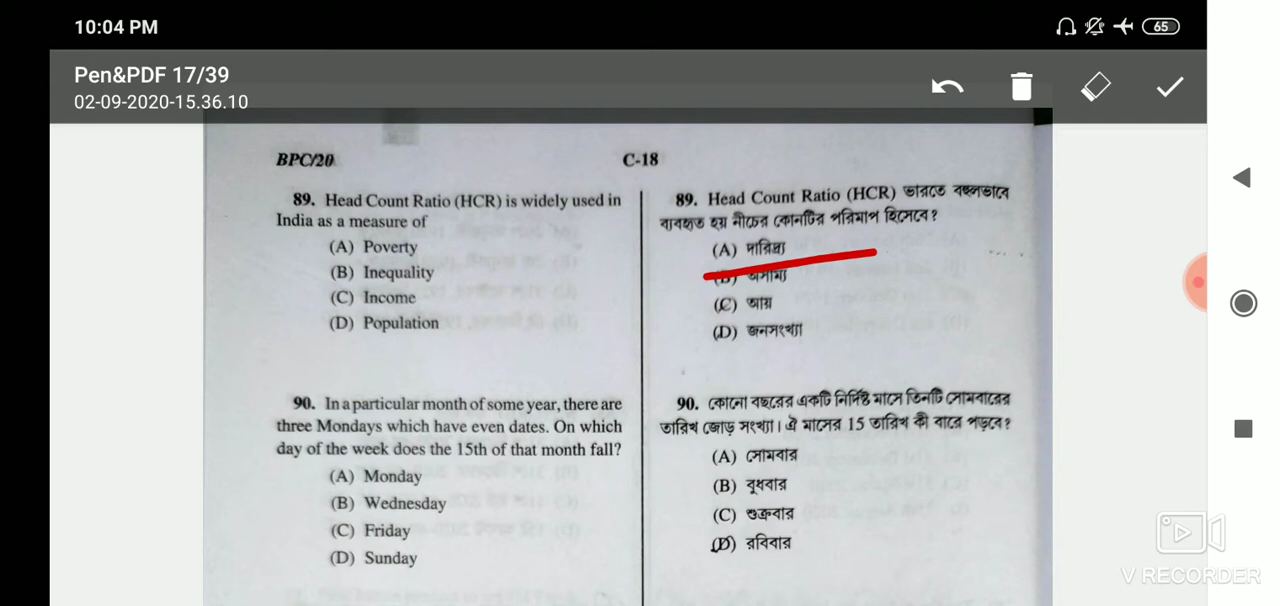 10:04 PM
65
Pen&PDF 17/39
02-09-2020-15.36.10
BPC/20
C-18
89. Head Count Ratio (HCR) is widely used in
India as a measure of
(A) Poverty
(B) Inequality
(C) Income
(D) Population
90. In a particular month of some year, there are
three Mondays which have even dates. On which
day of the week does the 15th of that month fall?
(A) Monday
(B) Wednesday
(C) Friday
(D) Sunday
89. Head Count Ratio (HCR) ভারতে বহুলভাবে
ব্যবহৃত হয় নীচের কোনটির পরিমাপ হিসেবে?
(A) দারিদ্র্য
(B) অসাম্য
(C) আয়
(D) জনসংখ্যা
90. কোনো বছরের একটি নির্দিষ্ট মাসে তিনটি সোমবারের
তারিখ জোড় সংখ্যা। ঐ মাসের 15 তারিখ কী বারে পড়বে?
(A) সোমবার
(B) বুধবার
(C) শুক্রবার
(D) রবিবার
V RECORDER